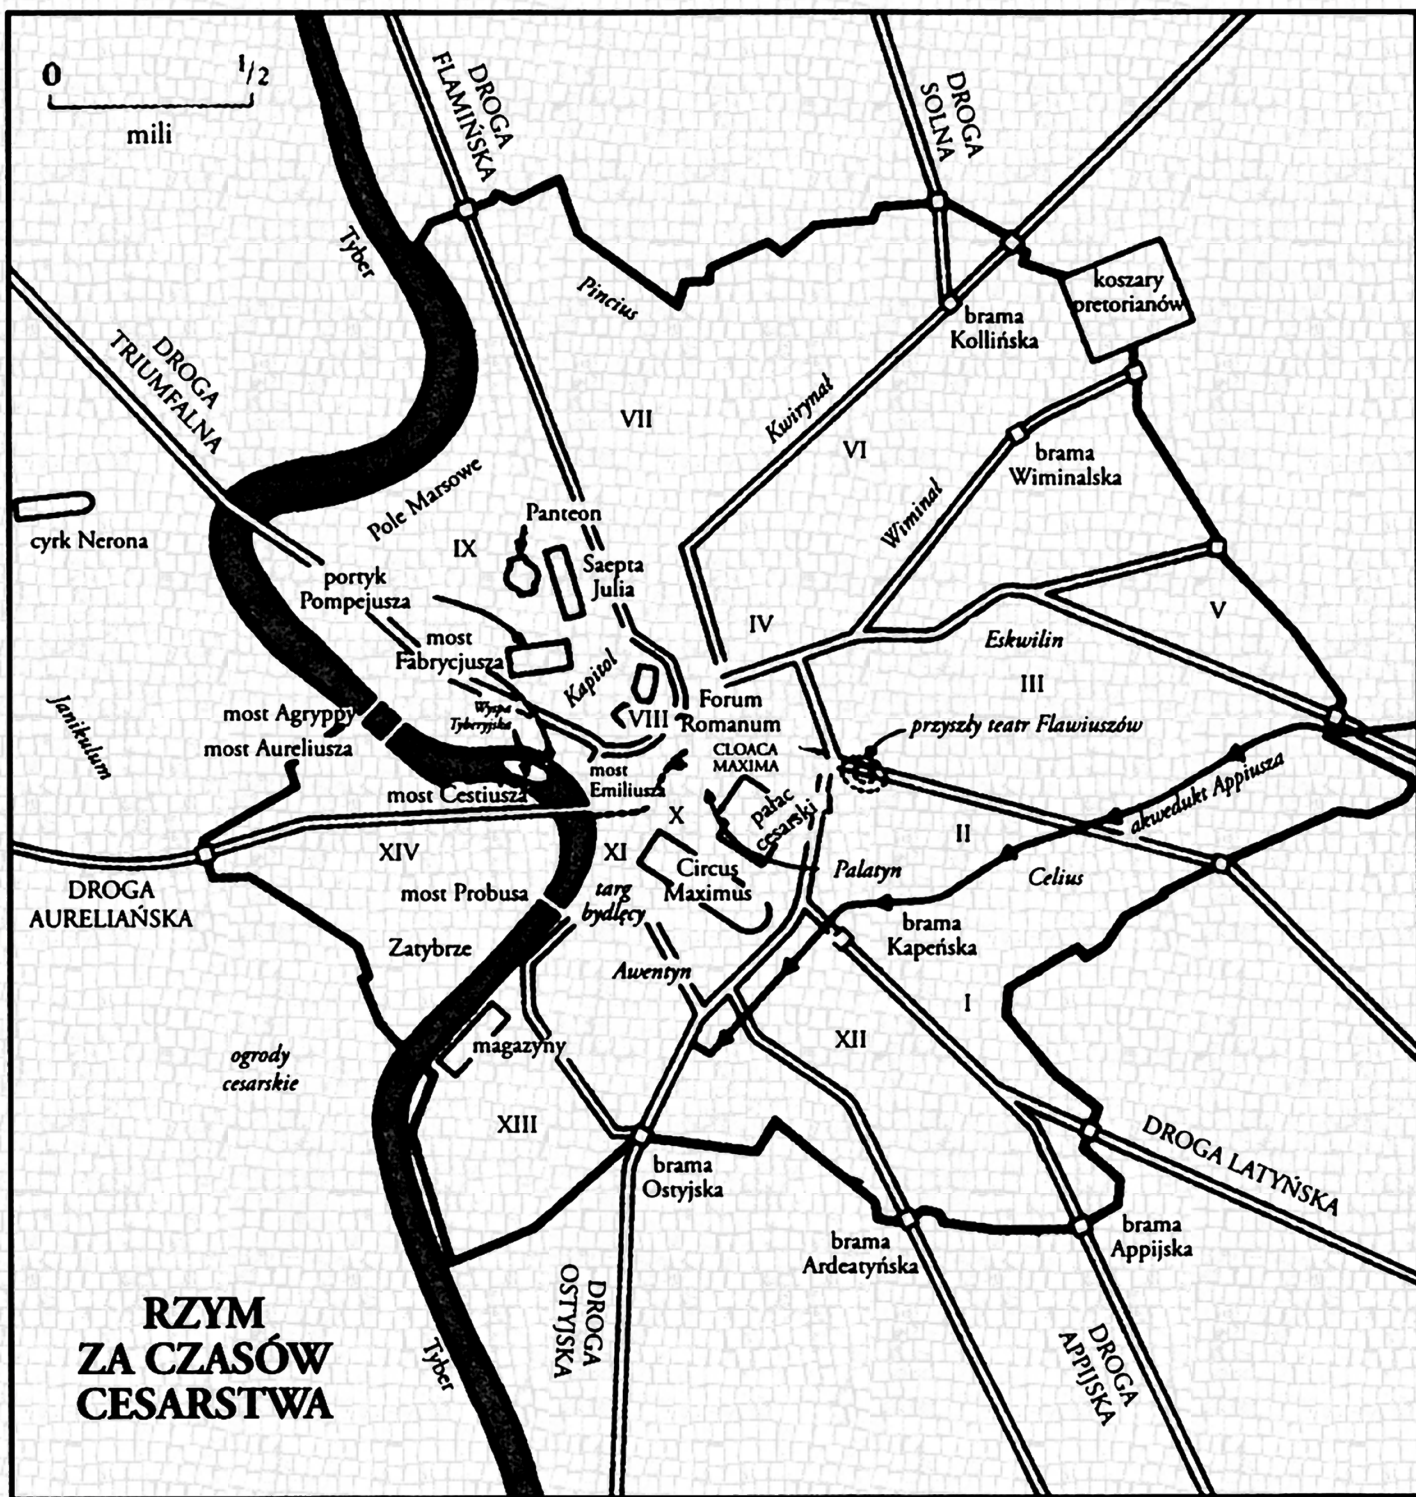 0 1/2
mili
DROGA
FLAMIŃSKA
DROGA
SOLNA
Tyber
Pincius
koszary
pretorianów
brama
Kollińska
DROGA
TRIUMFALNA
VII
Kwirynał
VI
brama
Wiminalska
Wiminał
Pole Marsowe
Panteon
cyrk Nerona
IX
Saepta
Julia
portyk
Pompejusza
IV
V
Eskwilin
most
Fabrycjusza
Kapitol
III
Janikulum
Forum
Romanum
VIII
most Agryppy
Wyspa
Tyberyjska
przyszły teatr Flawiuszów
most Aureliusza
CLOACA
MAXIMA
akwedukt Appiusza
most
Emiliusza
most Cestiusza
pałac
cesarski
X
II
XIV
XI
Circus
Maximus
Palatyn
Celius
DROGA
AURELIAŃSKA
most Probusa
targ
bydlęcy
brama
Kapeńska
Zatybrze
Awentyn
I
magazyny
XII
ogrody
cesarskie
XIII
brama
Ostyjska
DROGA LATYŃSKA
brama
Appijska
brama
Ardeatyńska
DROGA
OSTYJSKA
DROGA
APPIJSKA
Tyber
RZYM
ZA CZASÓW
CESARSTWA